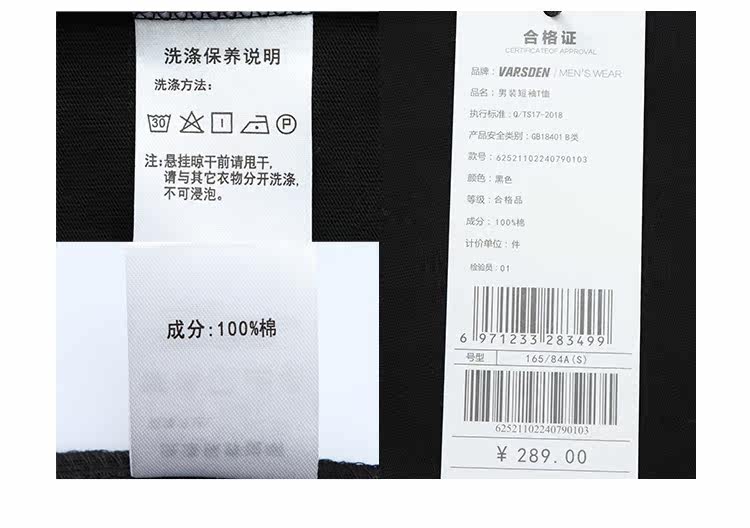 洗涤保养说明
洗涤方法:
30
注:悬挂晾干前请甩干,
请与其它衣物分开洗涤,
不可浸泡。
成分:100%棉
合格证
CERTIFICATE OF APPROVAL
品牌: VARSDEN / MEN'S WEAR
品名: 男装短袖T恤
执行标准: Q/TS17-2018
产品安全类别: GB18401 B类
款号: 62521102240790103
颜色: 黑色
等级: 合格品
成分: 100%棉
计价单位: 件
检验员: 01
6 971233 283499
号型 165/84A(S)
62521102240790103
¥ 289.00